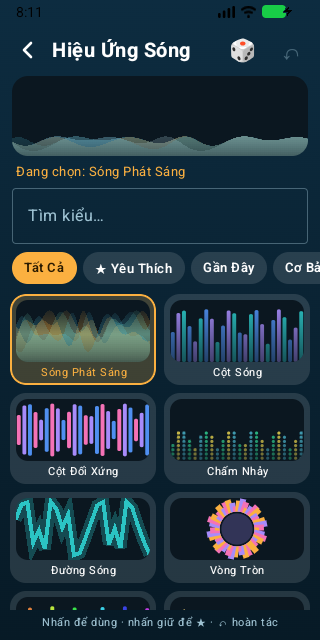 8:11
Hiệu Ứng Sóng
Đang chọn: Sóng Phát Sáng
Tìm kiếm…
Tất Cả
★ Yêu Thích
Gần Đây
Cơ Bả
Sóng Phát Sáng
Cột Sóng
Cột Đối Xứng
Chấm Nhảy
Đường Sóng
Vòng Tròn
Nhấn để dùng · nhấn giữ để ★ · ↶ hoàn tác